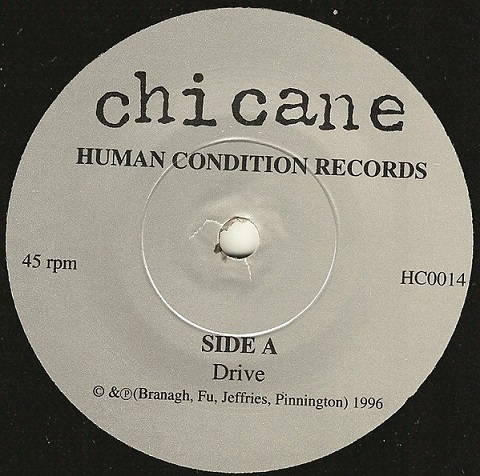 chicane
HUMAN CONDITION RECORDS
45 rpm
HC0014
SIDE A
Drive
© &℗(Branagh, Fu, Jeffries, Pinnington) 1996